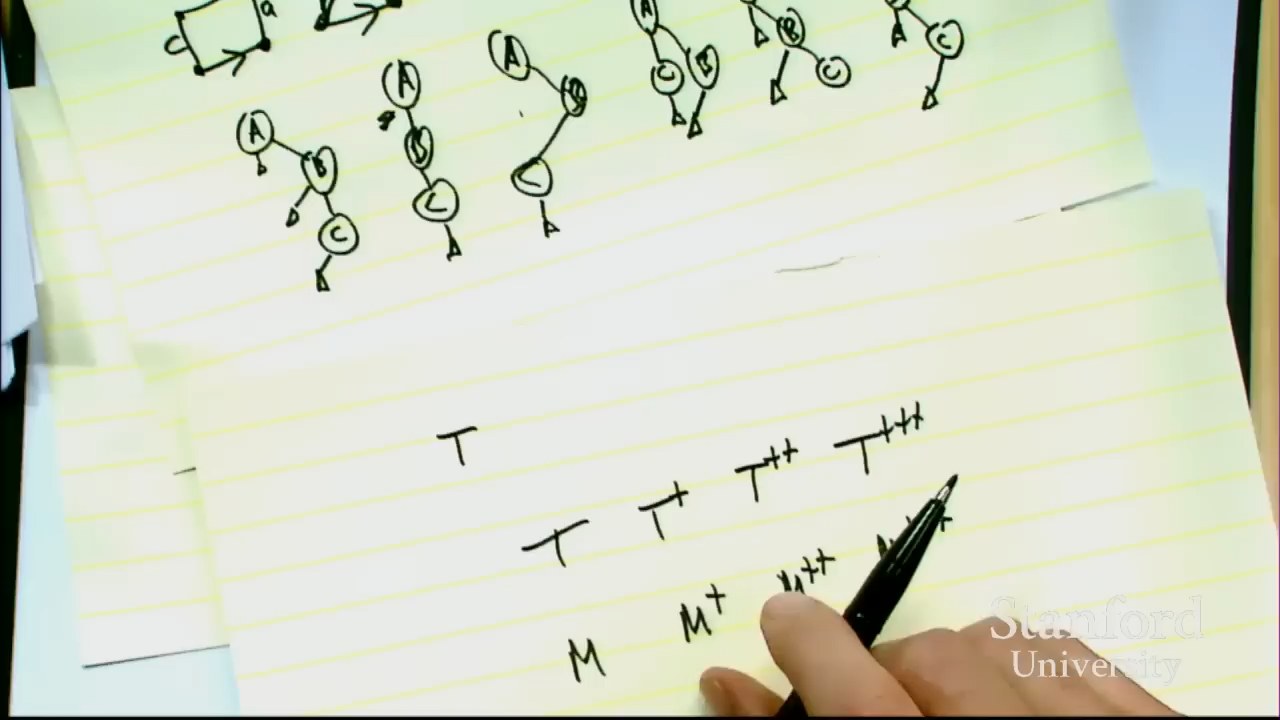 a
A C B
B C
C
A B C
A B C
A B C
T
T T⁺ T⁺⁺ T⁺⁺⁺
M M⁺ M⁺⁺
Stanford
University